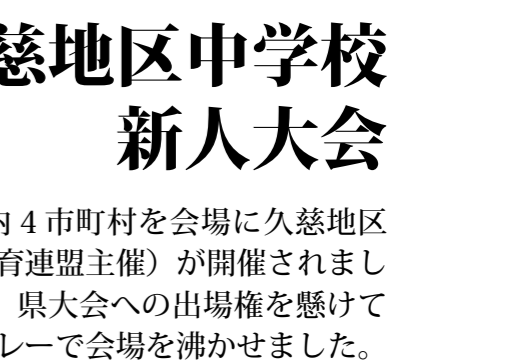 慈地区中学校
新人大会
内４市町村を会場に久慈地区
育連盟主催）が開催されまし
県大会への出場権を懸けて
レーで会場を沸かせました。